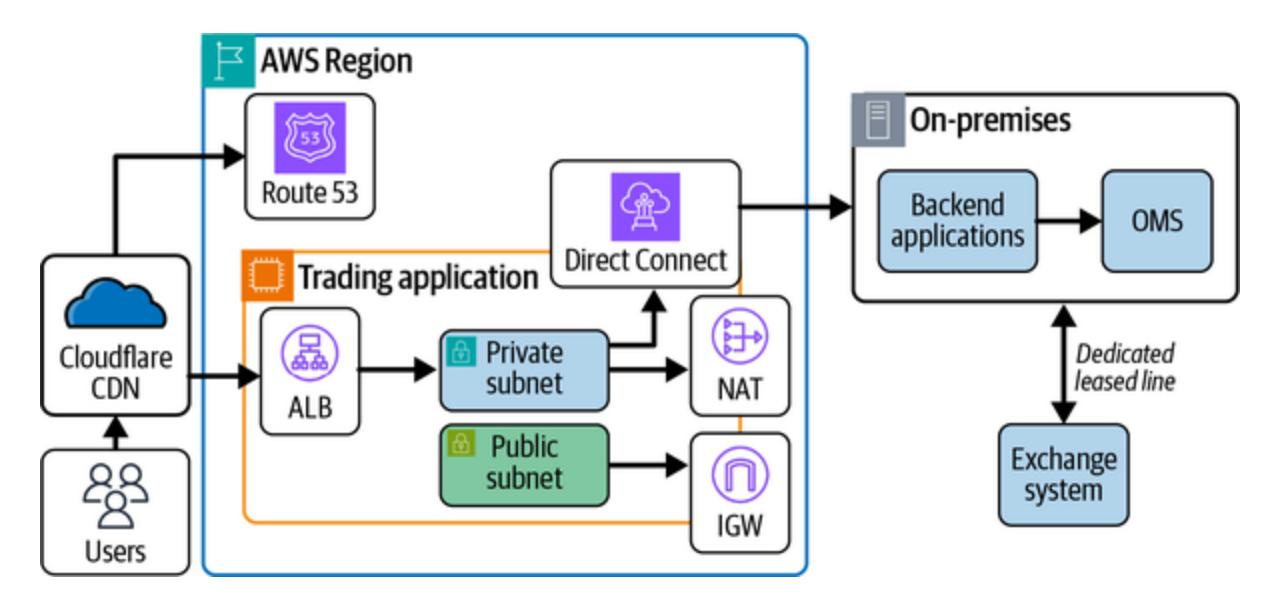 AWS Region
53
Route 53
Cloudflare
CDN
Users
Trading application
ALB
Private
subnet
Public
subnet
Direct Connect
NAT
IGW
On-premises
Backend
applications
OMS
Dedicated
leased line
Exchange
system